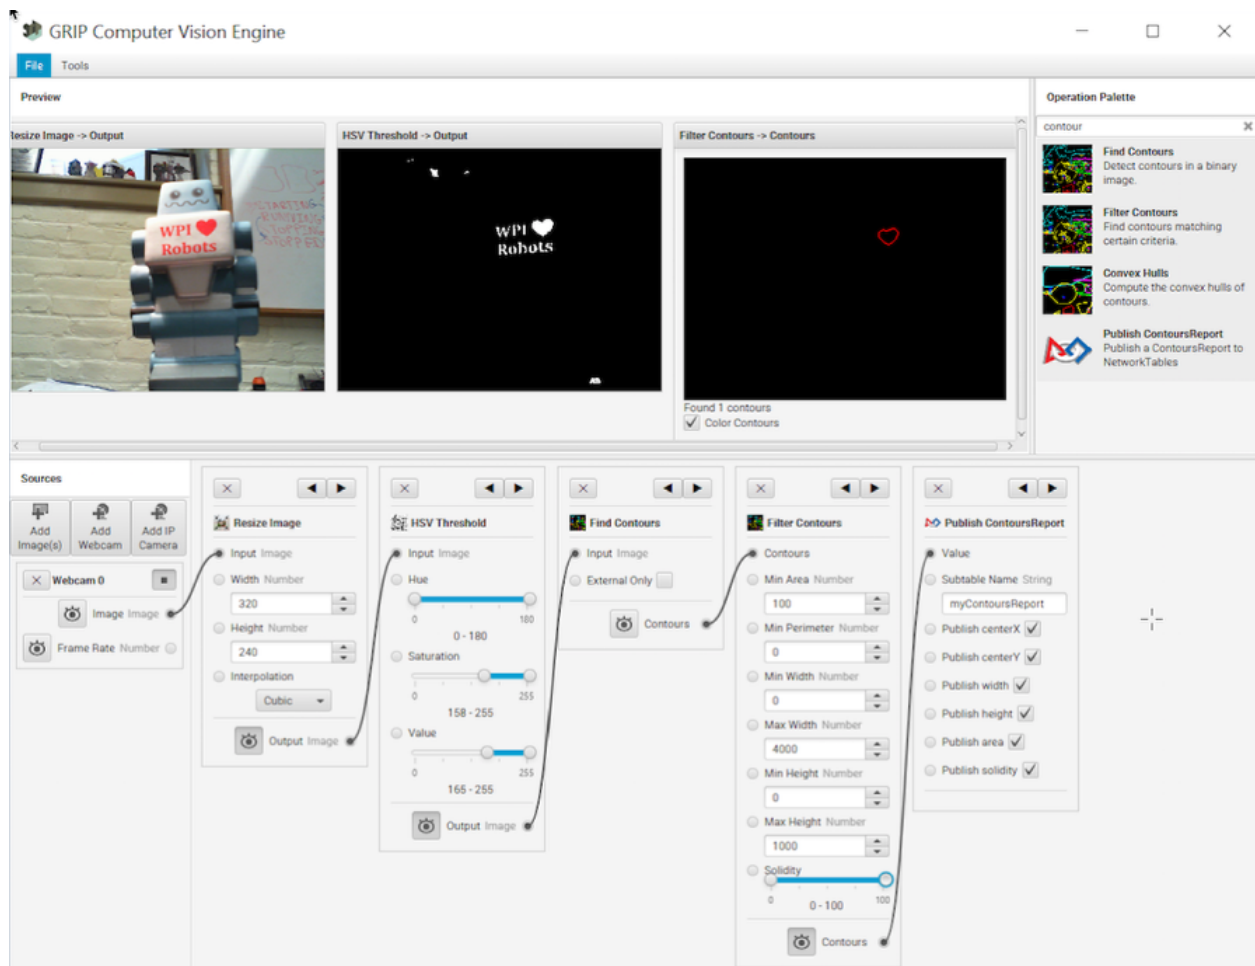 GRIP Computer Vision Engine
File Tools
Preview
Resize Image -> Output
HSV Threshold -> Output
Filter Contours -> Contours
WPI
Robots
WPI
Robots
Found 1 contours
Color Contours
Operation Palette
contour
Find Contours
Detect contours in a binary
image.
Filter Contours
Find contours matching
certain criteria.
Convex Hulls
Compute the convex hulls of
contours.
Publish ContoursReport
Publish a ContoursReport to
NetworkTables
Sources
Add
Image(s)
Add
Webcam
Add IP
Camera
Webcam 0
Image Image
Frame Rate Number
Resize Image
Input Image
Width Number
320
Height Number
240
Interpolation
Cubic
Output Image
HSV Threshold
Input Image
Hue
0 180
0 - 180
Saturation
0 255
158 - 255
Value
0 255
165 - 255
Output Image
Find Contours
Input Image
External Only
Contours
Filter Contours
Contours
Min Area Number
100
Min Perimeter Number
0
Min Width Number
0
Max Width Number
4000
Min Height Number
0
Max Height Number
1000
Solidity
0 100
0 - 100
Contours
Publish ContoursReport
Value
Subtable Name String
myContoursReport
Publish centerX
Publish centerY
Publish width
Publish height
Publish area
Publish solidity